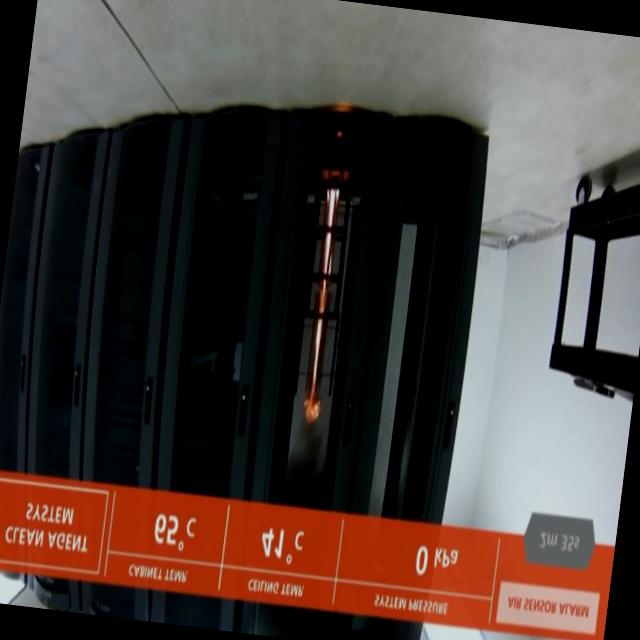 CLEAN AGENT
SYSTEM
CABINET TEMP
65° C
CEILING TEMP
41° C
SYSTEM PRESSURE
0 kPa
AIR SENSOR ALARM
2m 35s